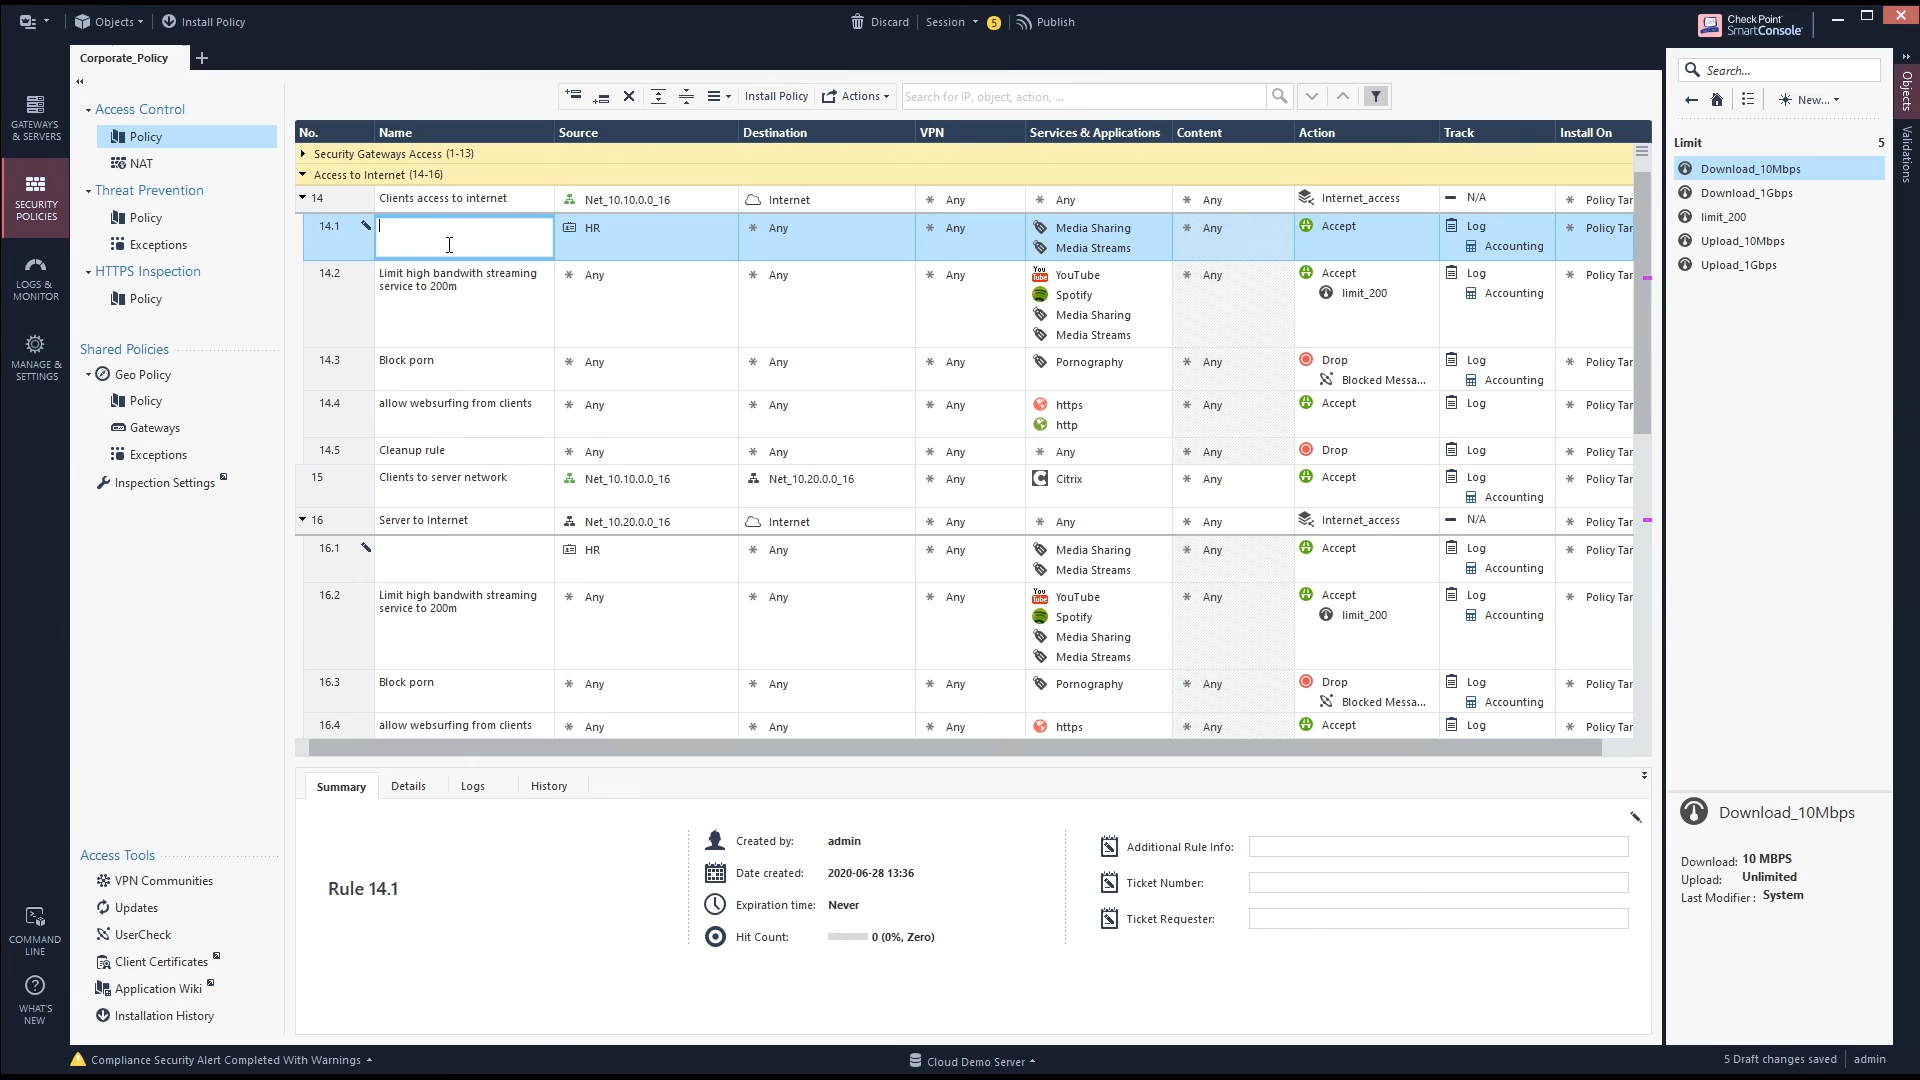 Objects
Install Policy
Discard
Session
5
Publish
Check Point
SmartConsole
Corporate_Policy
GATEWAYS
& SERVERS
SECURITY
POLICIES
LOGS &
MONITOR
MANAGE &
SETTINGS
COMMAND
LINE
WHAT'S
NEW
Access Control
Policy
NAT
Threat Prevention
Policy
Exceptions
HTTPS Inspection
Policy
Shared Policies
Geo Policy
Policy
Gateways
Exceptions
Inspection Settings
Access Tools
VPN Communities
Updates
UserCheck
Client Certificates
Application Wiki
Installation History
Install Policy
Actions
Search for IP, object, action, ...
No. Name Source Destination VPN Services & Applications Content Action Track Install On
Security Gateways Access (1-13)
Access to Internet (14-16)
14 Clients access to internet Net_10.10.0.0_16 Internet * Any * Any * Any Internet_access N/A * Policy Tar
14.1 HR * Any * Any Media Sharing * Any Accept Log * Policy Tar
Media Streams Accounting
14.2 Limit high bandwith streaming * Any * Any * Any YouTube * Any Accept Log * Policy Tar
service to 200m Spotify limit_200 Accounting
Media Sharing
Media Streams
14.3 Block porn * Any * Any * Any Pornography * Any Drop Log * Policy Tar
Blocked Messa... Accounting
14.4 allow websurfing from clients * Any * Any * Any https * Any Accept Log * Policy Tar
http
14.5 Cleanup rule * Any * Any * Any * Any * Any Drop Log * Policy Tar
15 Clients to server network Net_10.10.0.0_16 Net_10.20.0.0_16 * Any Citrix * Any Accept Log * Policy Tar
Accounting
16 Server to Internet Net_10.20.0.0_16 Internet * Any * Any * Any Internet_access N/A * Policy Tar
16.1 HR * Any * Any Media Sharing * Any Accept Log * Policy Tar
Media Streams Accounting
16.2 Limit high bandwith streaming * Any * Any * Any YouTube * Any Accept Log * Policy Tar
service to 200m Spotify limit_200 Accounting
Media Sharing
Media Streams
16.3 Block porn * Any * Any * Any Pornography * Any Drop Log * Policy Tar
Blocked Messa... Accounting
16.4 allow websurfing from clients * Any * Any * Any https * Any Accept Log * Policy Tar
Summary Details Logs History
Rule 14.1
Created by: admin
Date created: 2020-06-28 13:36
Expiration time: Never
Hit Count: 0 (0%, Zero)
Additional Rule Info:
Ticket Number:
Ticket Requester:
Search...
New...
Limit 5
Download_10Mbps
Download_1Gbps
limit_200
Upload_10Mbps
Upload_1Gbps
Download_10Mbps
Download: 10 MBPS
Upload: Unlimited
Last Modifier : System
Objects
Validations
Compliance Security Alert Completed With Warnings
Cloud Demo Server
5 Draft changes saved
admin